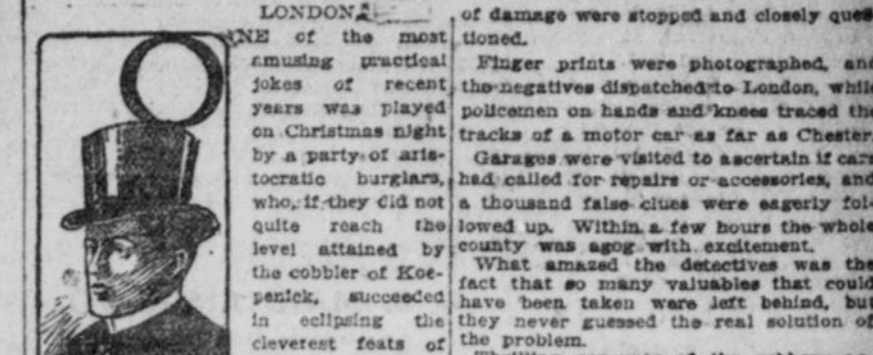 LONDON
ONE of the most
amusing practical
jokes of recent
years was played
on Christmas night
by a party of aris-
tocratic burglars,
who, if they did not
quite reach the
level attained by
the cobbler of Koe-
penick, succeeded
in eclipsing the
cleverest feats of
of damage were stopped and closely ques
tioned.
Finger prints were photographed, and
the negatives dispatched to London, while
policemen on hands and knees traced the
tracks of a motor car as far as Chester.
Garages were visited to ascertain if cars
had called for repairs or accessories, and
a thousand false clues were eagerly fol-
lowed up. Within a few hours the whole
county was agog with excitement.
What amazed the detectives was the
fact that so many valuables that could
have been taken were left behind, but
they never guessed the real solution of
the problem.